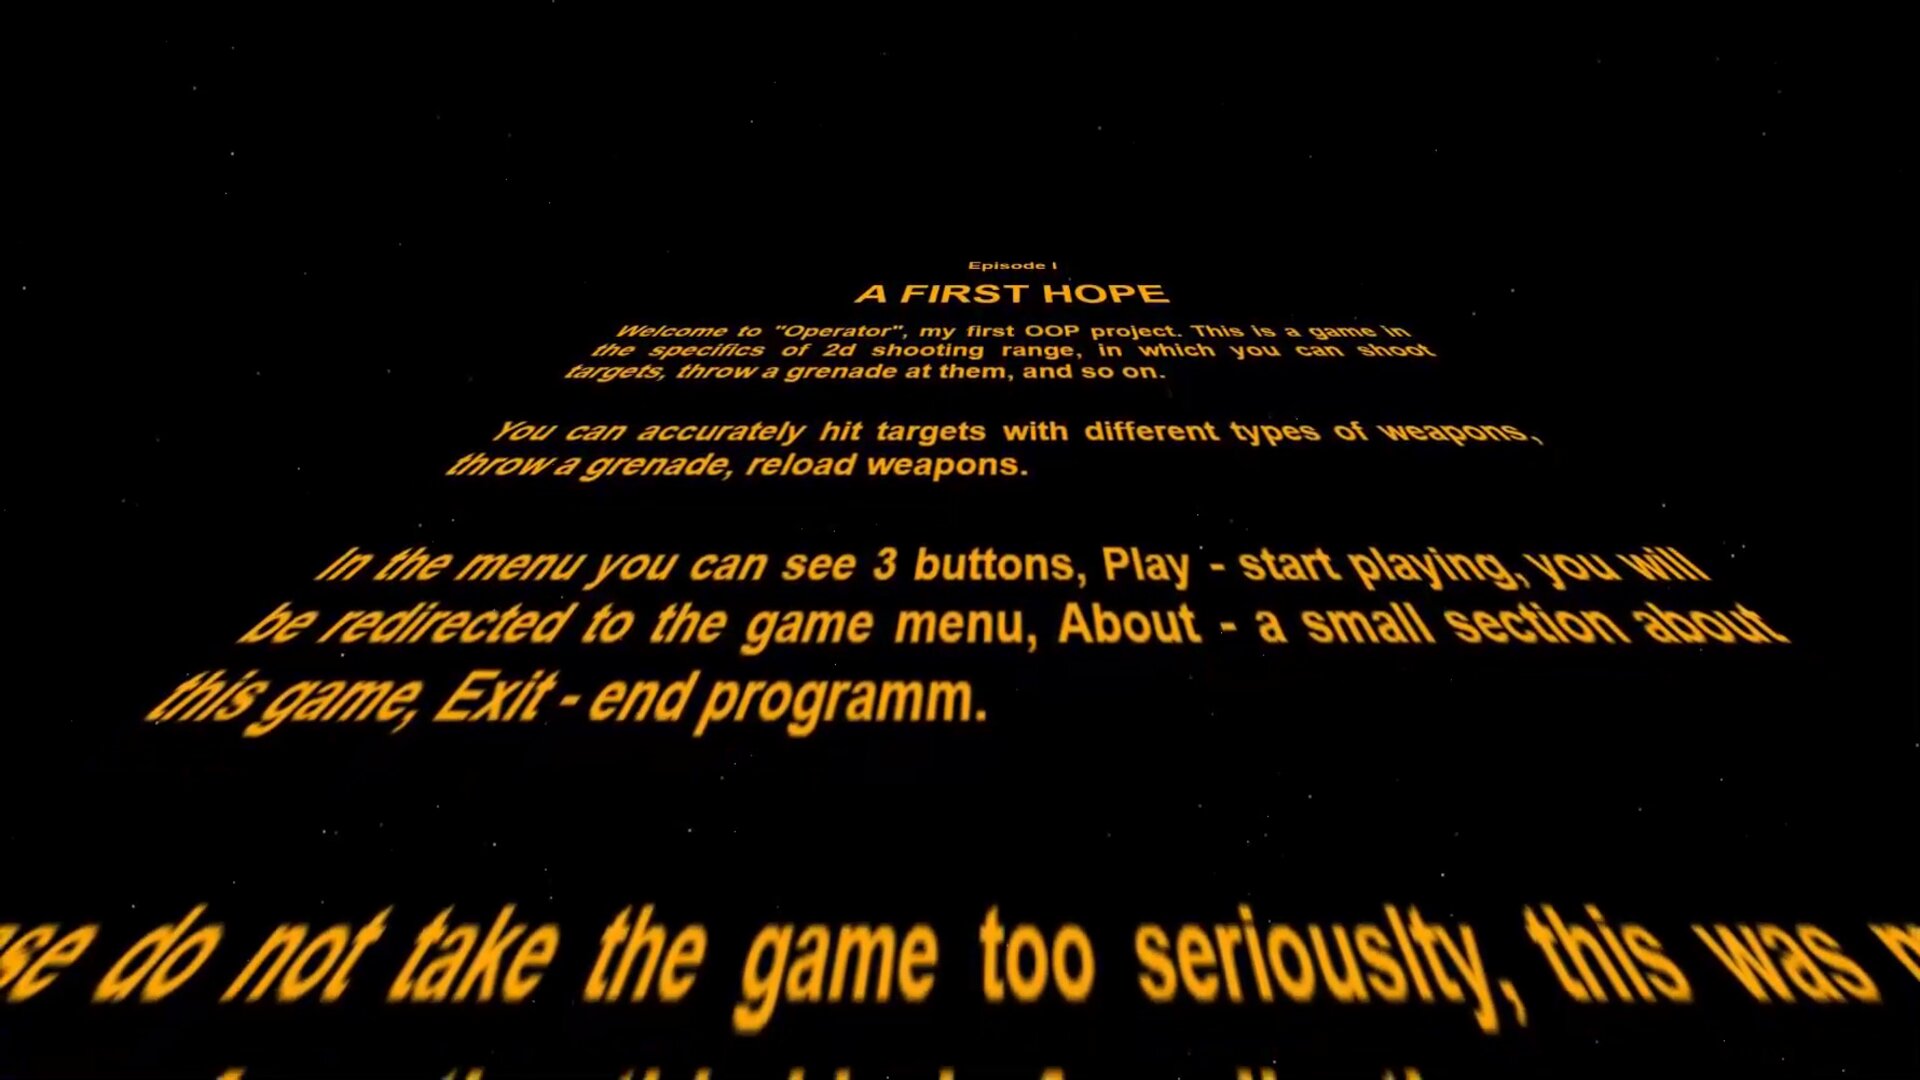 Episode I
A FIRST HOPE
Welcome to "Operator", my first OOP project. This is a game in
the specifics of 2d shooting range, in which you can shoot
targets, throw a grenade at them, and so on.
You can accurately hit targets with different types of weapons,
throw a grenade, reload weapons.
In the menu you can see 3 buttons, Play - start playing, you will
be redirected to the game menu, About - a small section about
this game, Exit - end programm.
do not take the game too seriouslty, this was